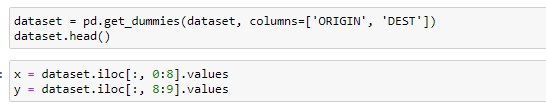 dataset = pd.get_dummies(dataset, columns=['ORIGIN', 'DEST'])
dataset.head()
: x = dataset.iloc[:, 0:8].values
y = dataset.iloc[:, 8:9].values